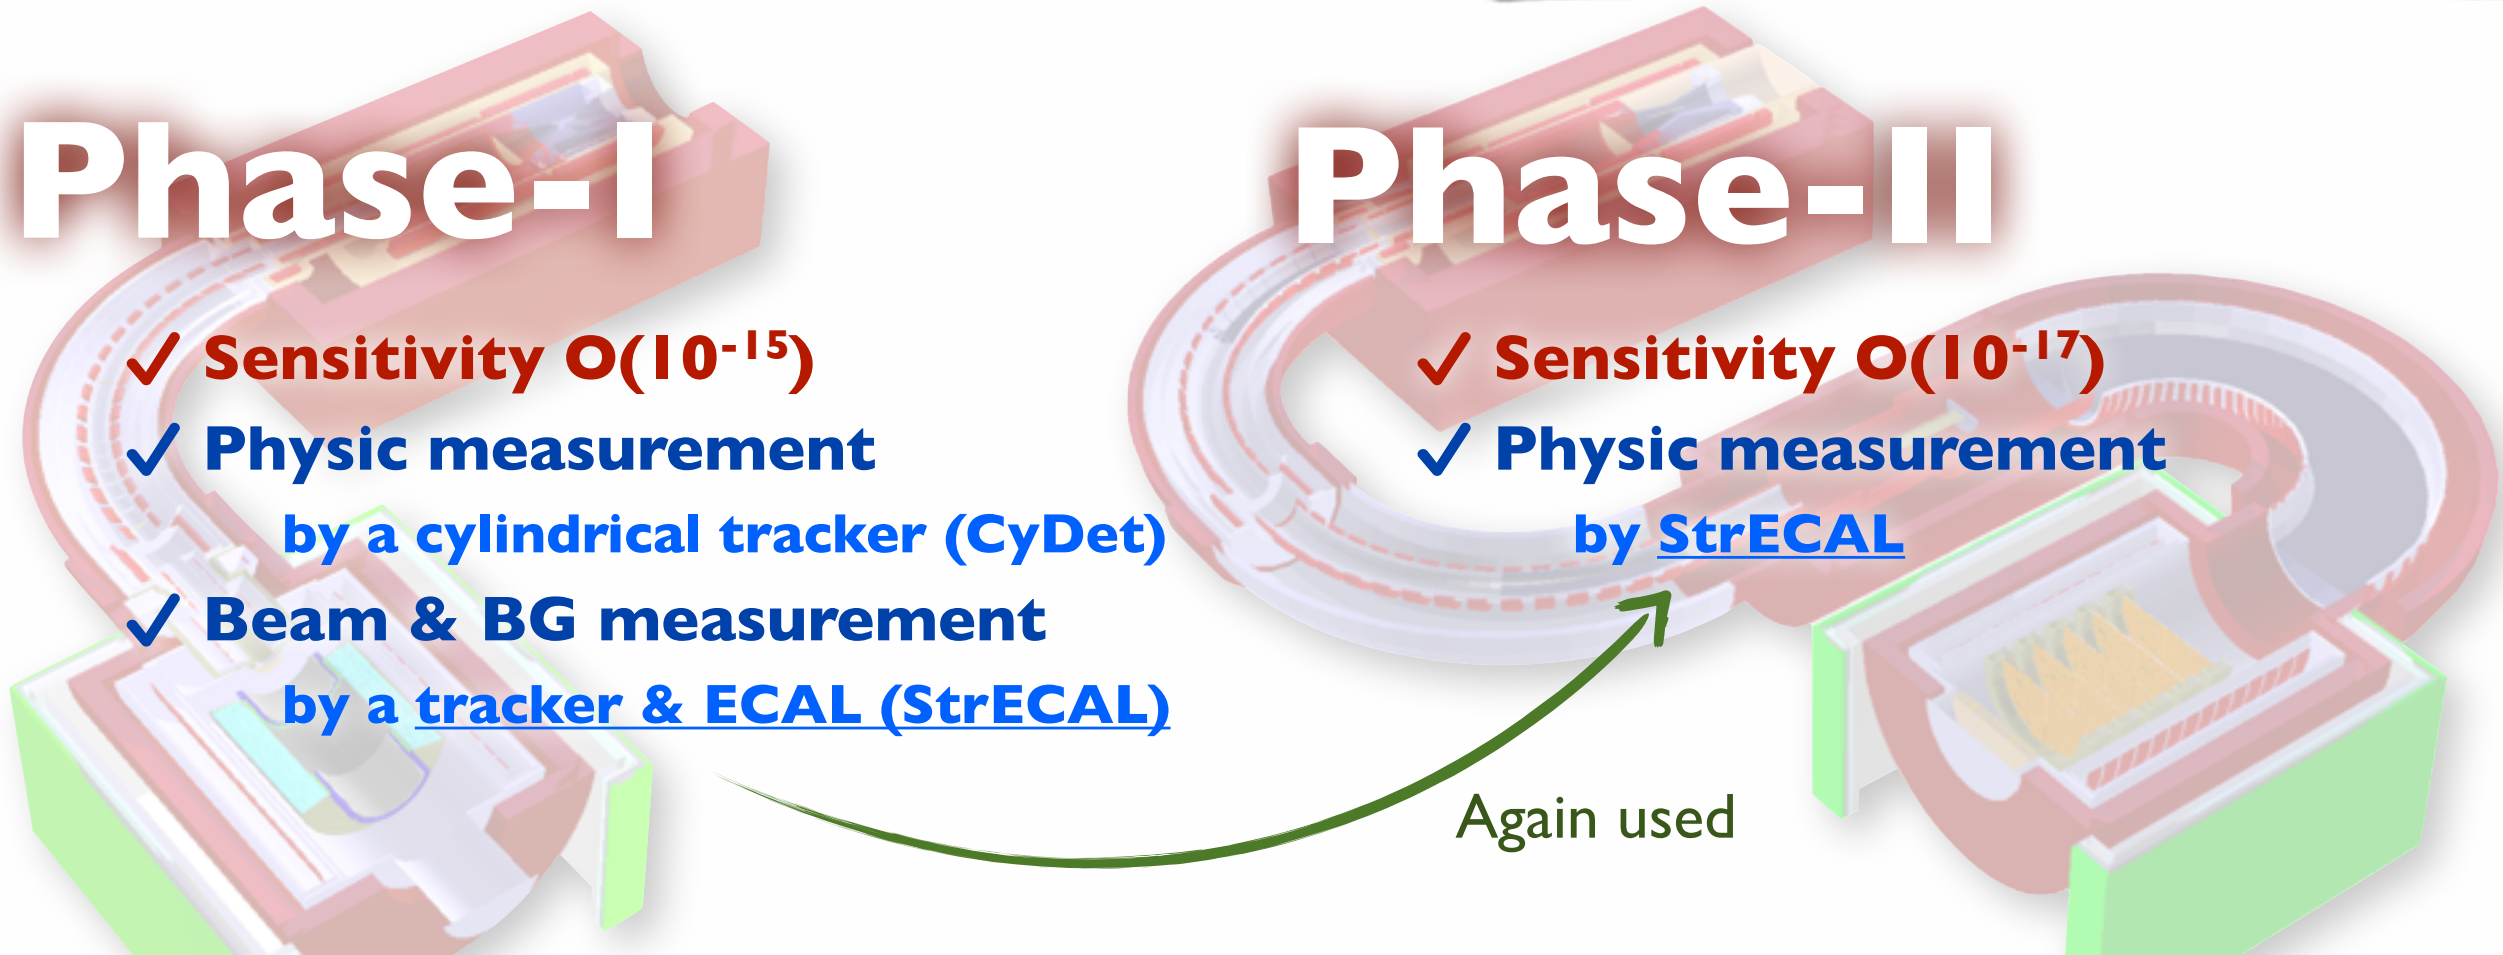 Phase-I
✓ Sensitivity O(10⁻¹⁵)
✓ Physic measurement
by a cylindrical tracker (CyDet)
✓ Beam & BG measurement
by a tracker & ECAL (StrECAL)
Phase-II
✓ Sensitivity O(10⁻¹⁷)
✓ Physic measurement
by StrECAL
Again used